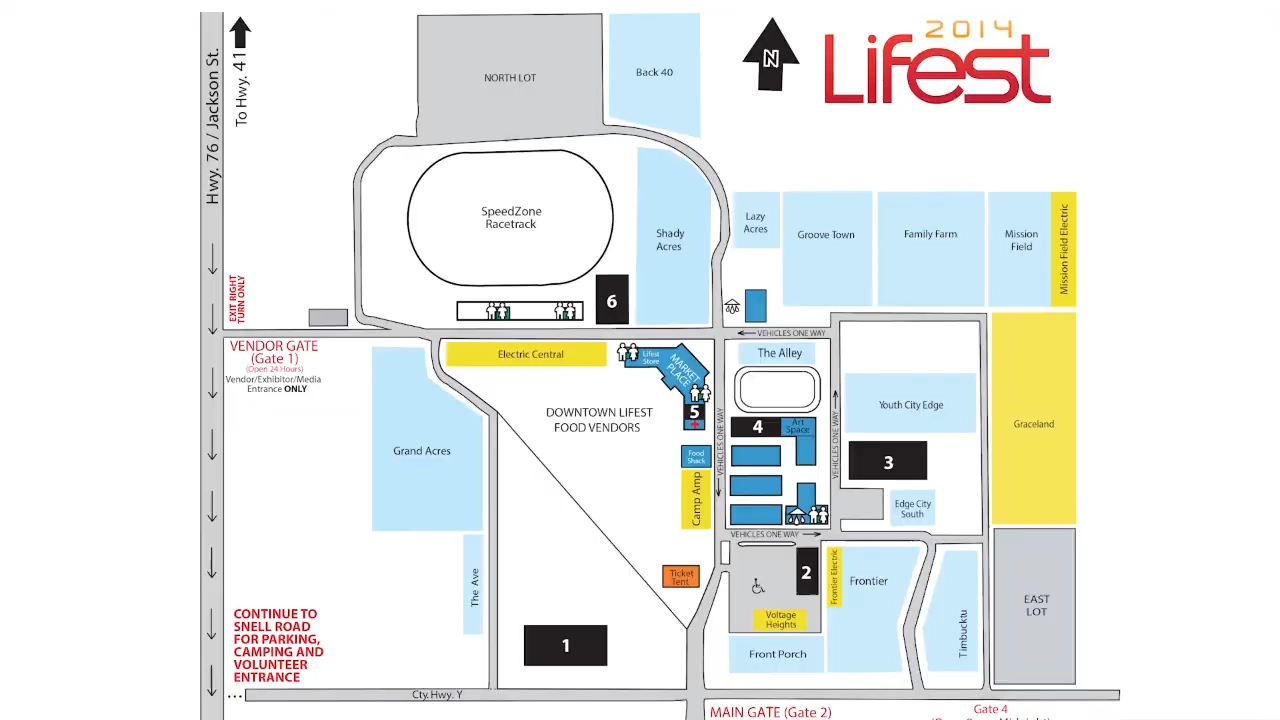 2014
Lifest
N
To Hwy. 41
Hwy. 76 / Jackson St.
NORTH LOT
Back 40
SpeedZone
Racetrack
Shady
Acres
Lazy
Acres
Groove Town
Family Farm
Mission
Field
Mission Field Electric
6
EXIT RIGHT
TURN ONLY
VEHICLES ONE WAY
VENDOR GATE
(Gate 1)
(Open 24 Hours)
Vendor/Exhibitor/Media
Entrance ONLY
Electric Central
Lifest
Store
MARKET
PLACE
The Alley
DOWNTOWN LIFEST
FOOD VENDORS
5
4
Art
Space
VEHICLES ONE WAY
VEHICLES ONE WAY
Youth City Edge
Graceland
Grand Acres
Food
Shack
3
Camp Amp
Edge City
South
VEHICLES ONE WAY
The Ave
Ticket
Tent
2
Frontier Electric
Frontier
Voltage
Heights
Timbucktu
EAST
LOT
CONTINUE TO
SNELL ROAD
FOR PARKING,
CAMPING AND
VOLUNTEER
ENTRANCE
1
Front Porch
Cty. Hwy. Y
MAIN GATE (Gate 2)
Gate 4